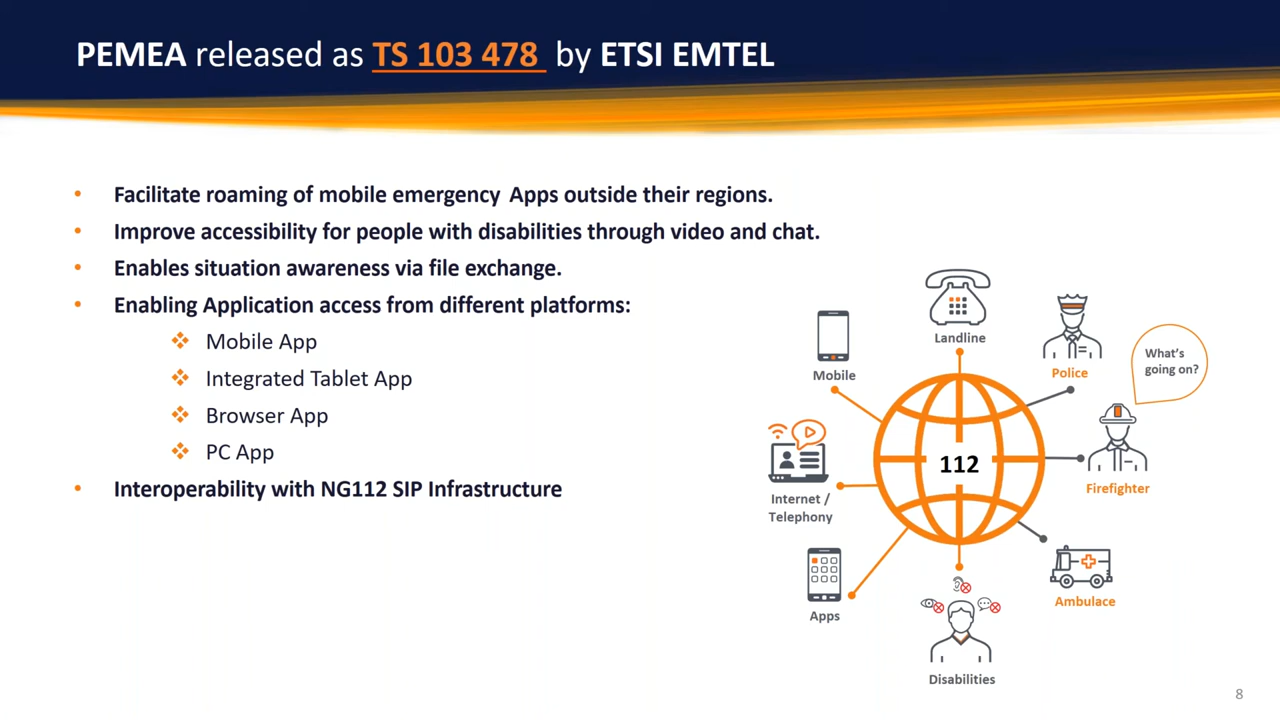 PEMEA released as TS 103 478 by ETSI EMTEL
• Facilitate roaming of mobile emergency Apps outside their regions.
• Improve accessibility for people with disabilities through video and chat.
• Enables situation awareness via file exchange.
• Enabling Application access from different platforms:
❖ Mobile App
❖ Integrated Tablet App
❖ Browser App
❖ PC App
• Interoperability with NG112 SIP Infrastructure
Landline
Mobile
Police
What's
going on?
112
Firefighter
Internet /
Telephony
Ambulace
Apps
Disabilities
8